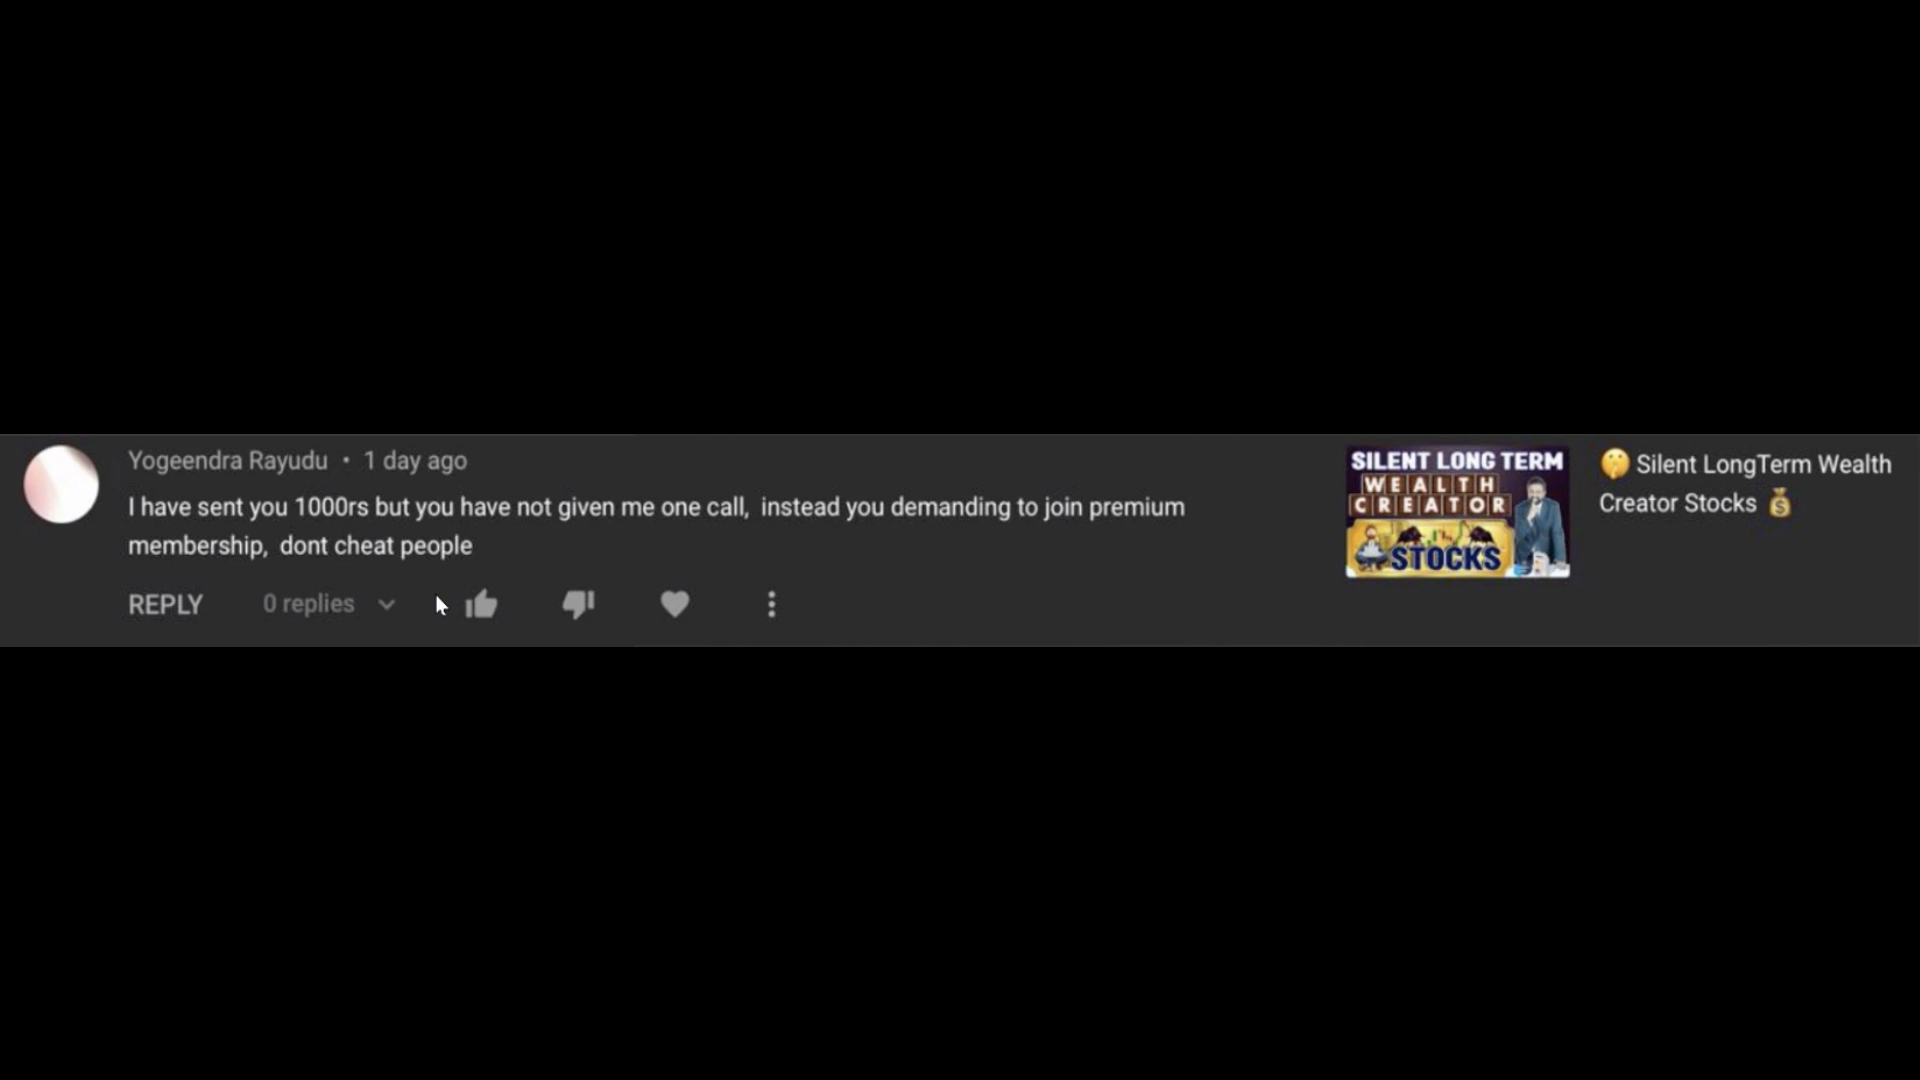 Yogeendra Rayudu • 1 day ago
I have sent you 1000rs but you have not given me one call,  instead you demanding to join premium
membership,  dont cheat people
REPLY 0 replies
SILENT LONG TERM
WEALTH
CREATOR
STOCKS
🤫 Silent LongTerm Wealth
Creator Stocks 💰